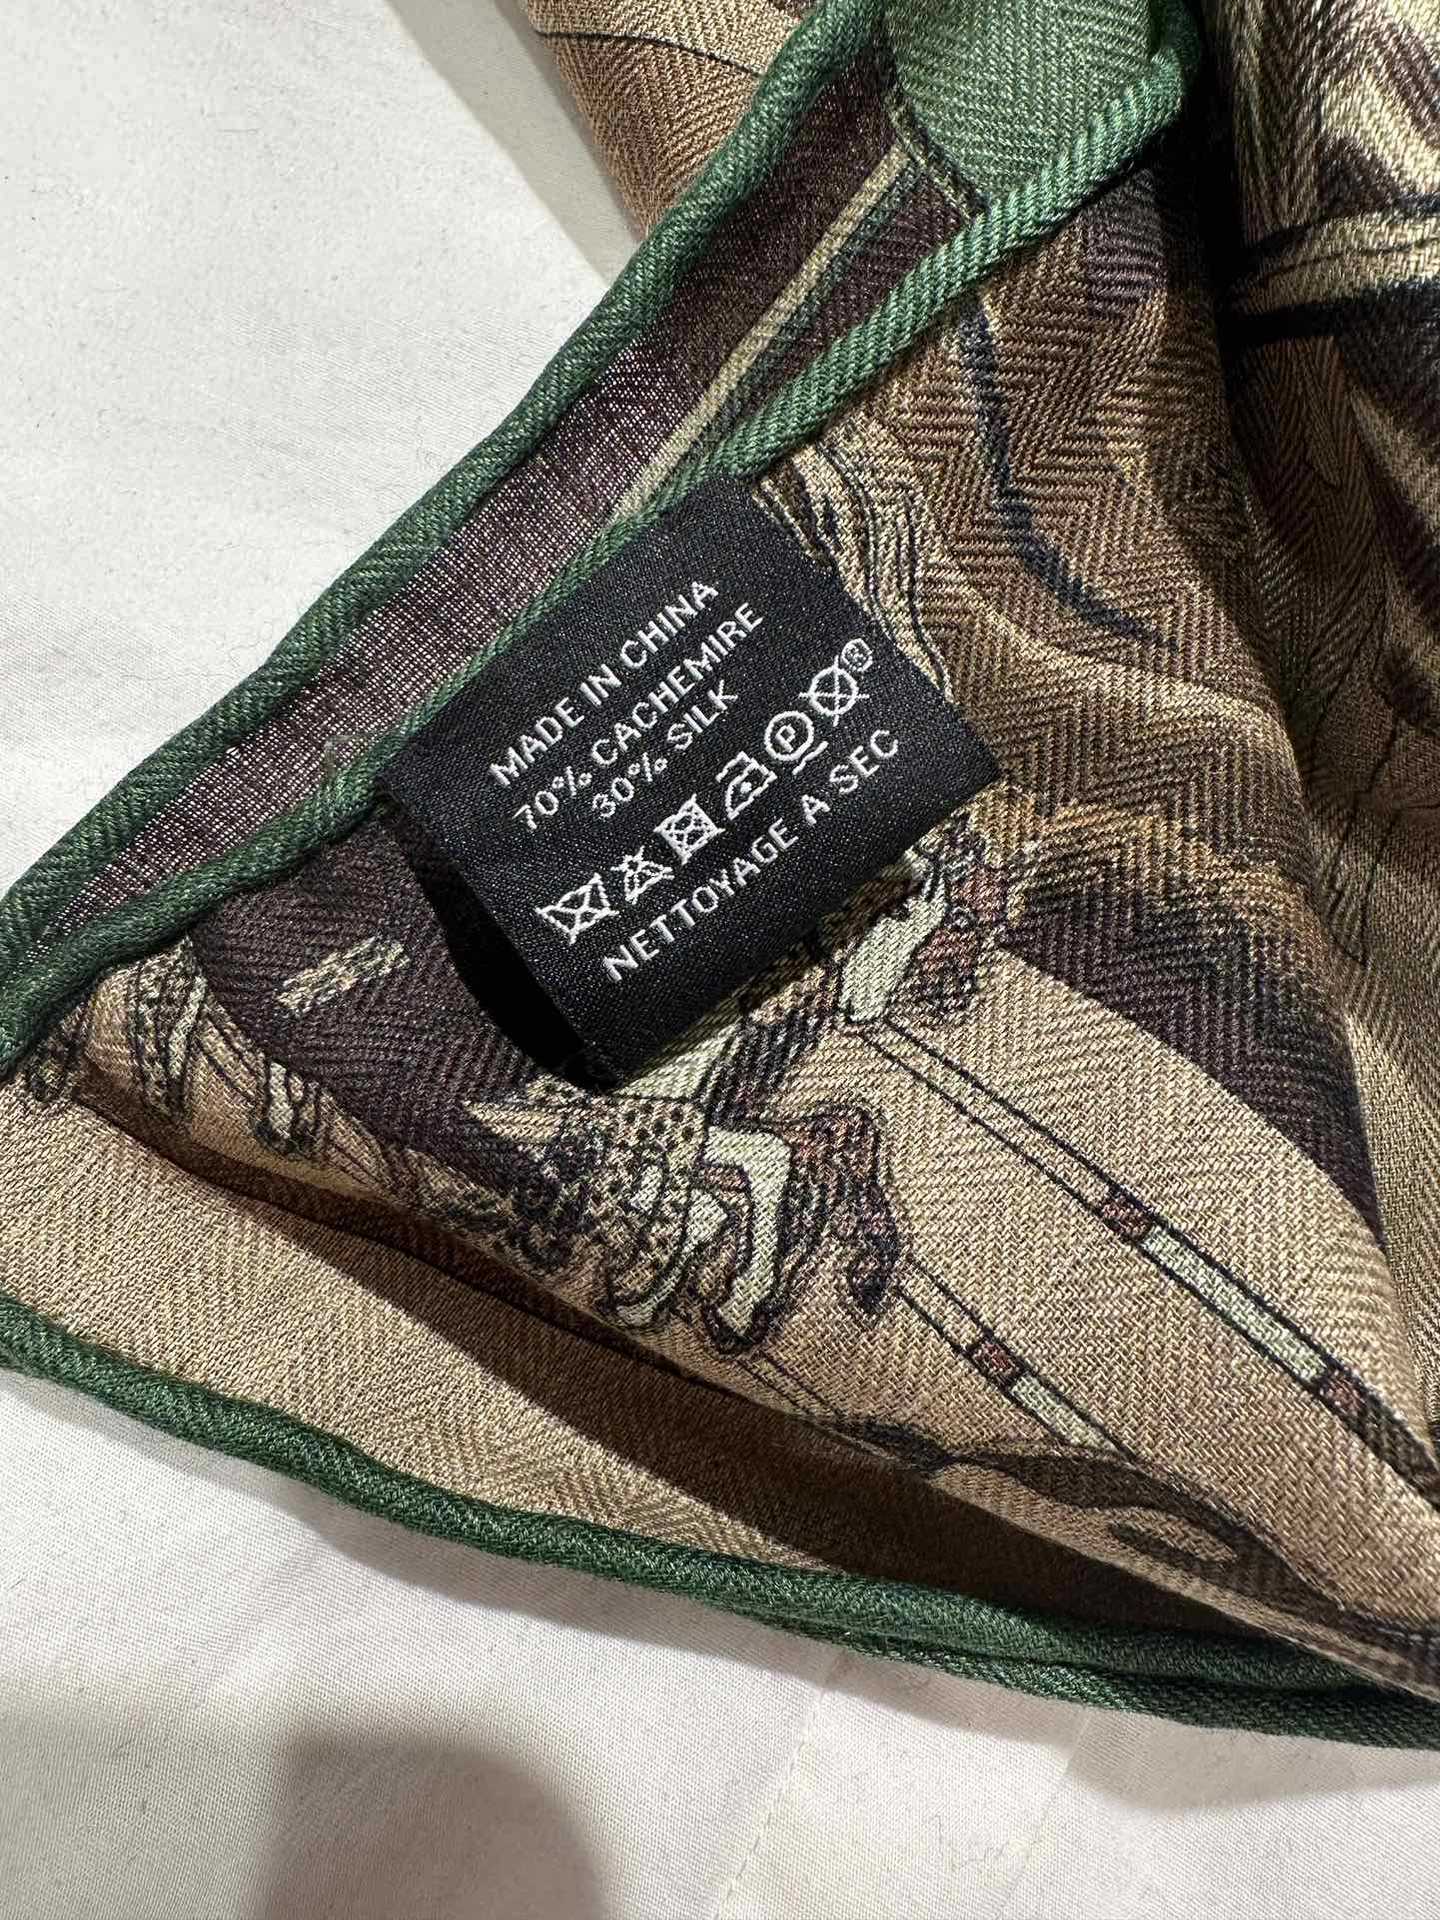 MADE IN CHINA
70% CACHEMIRE
30% SILK
P ®
NETTOYAGE A SEC